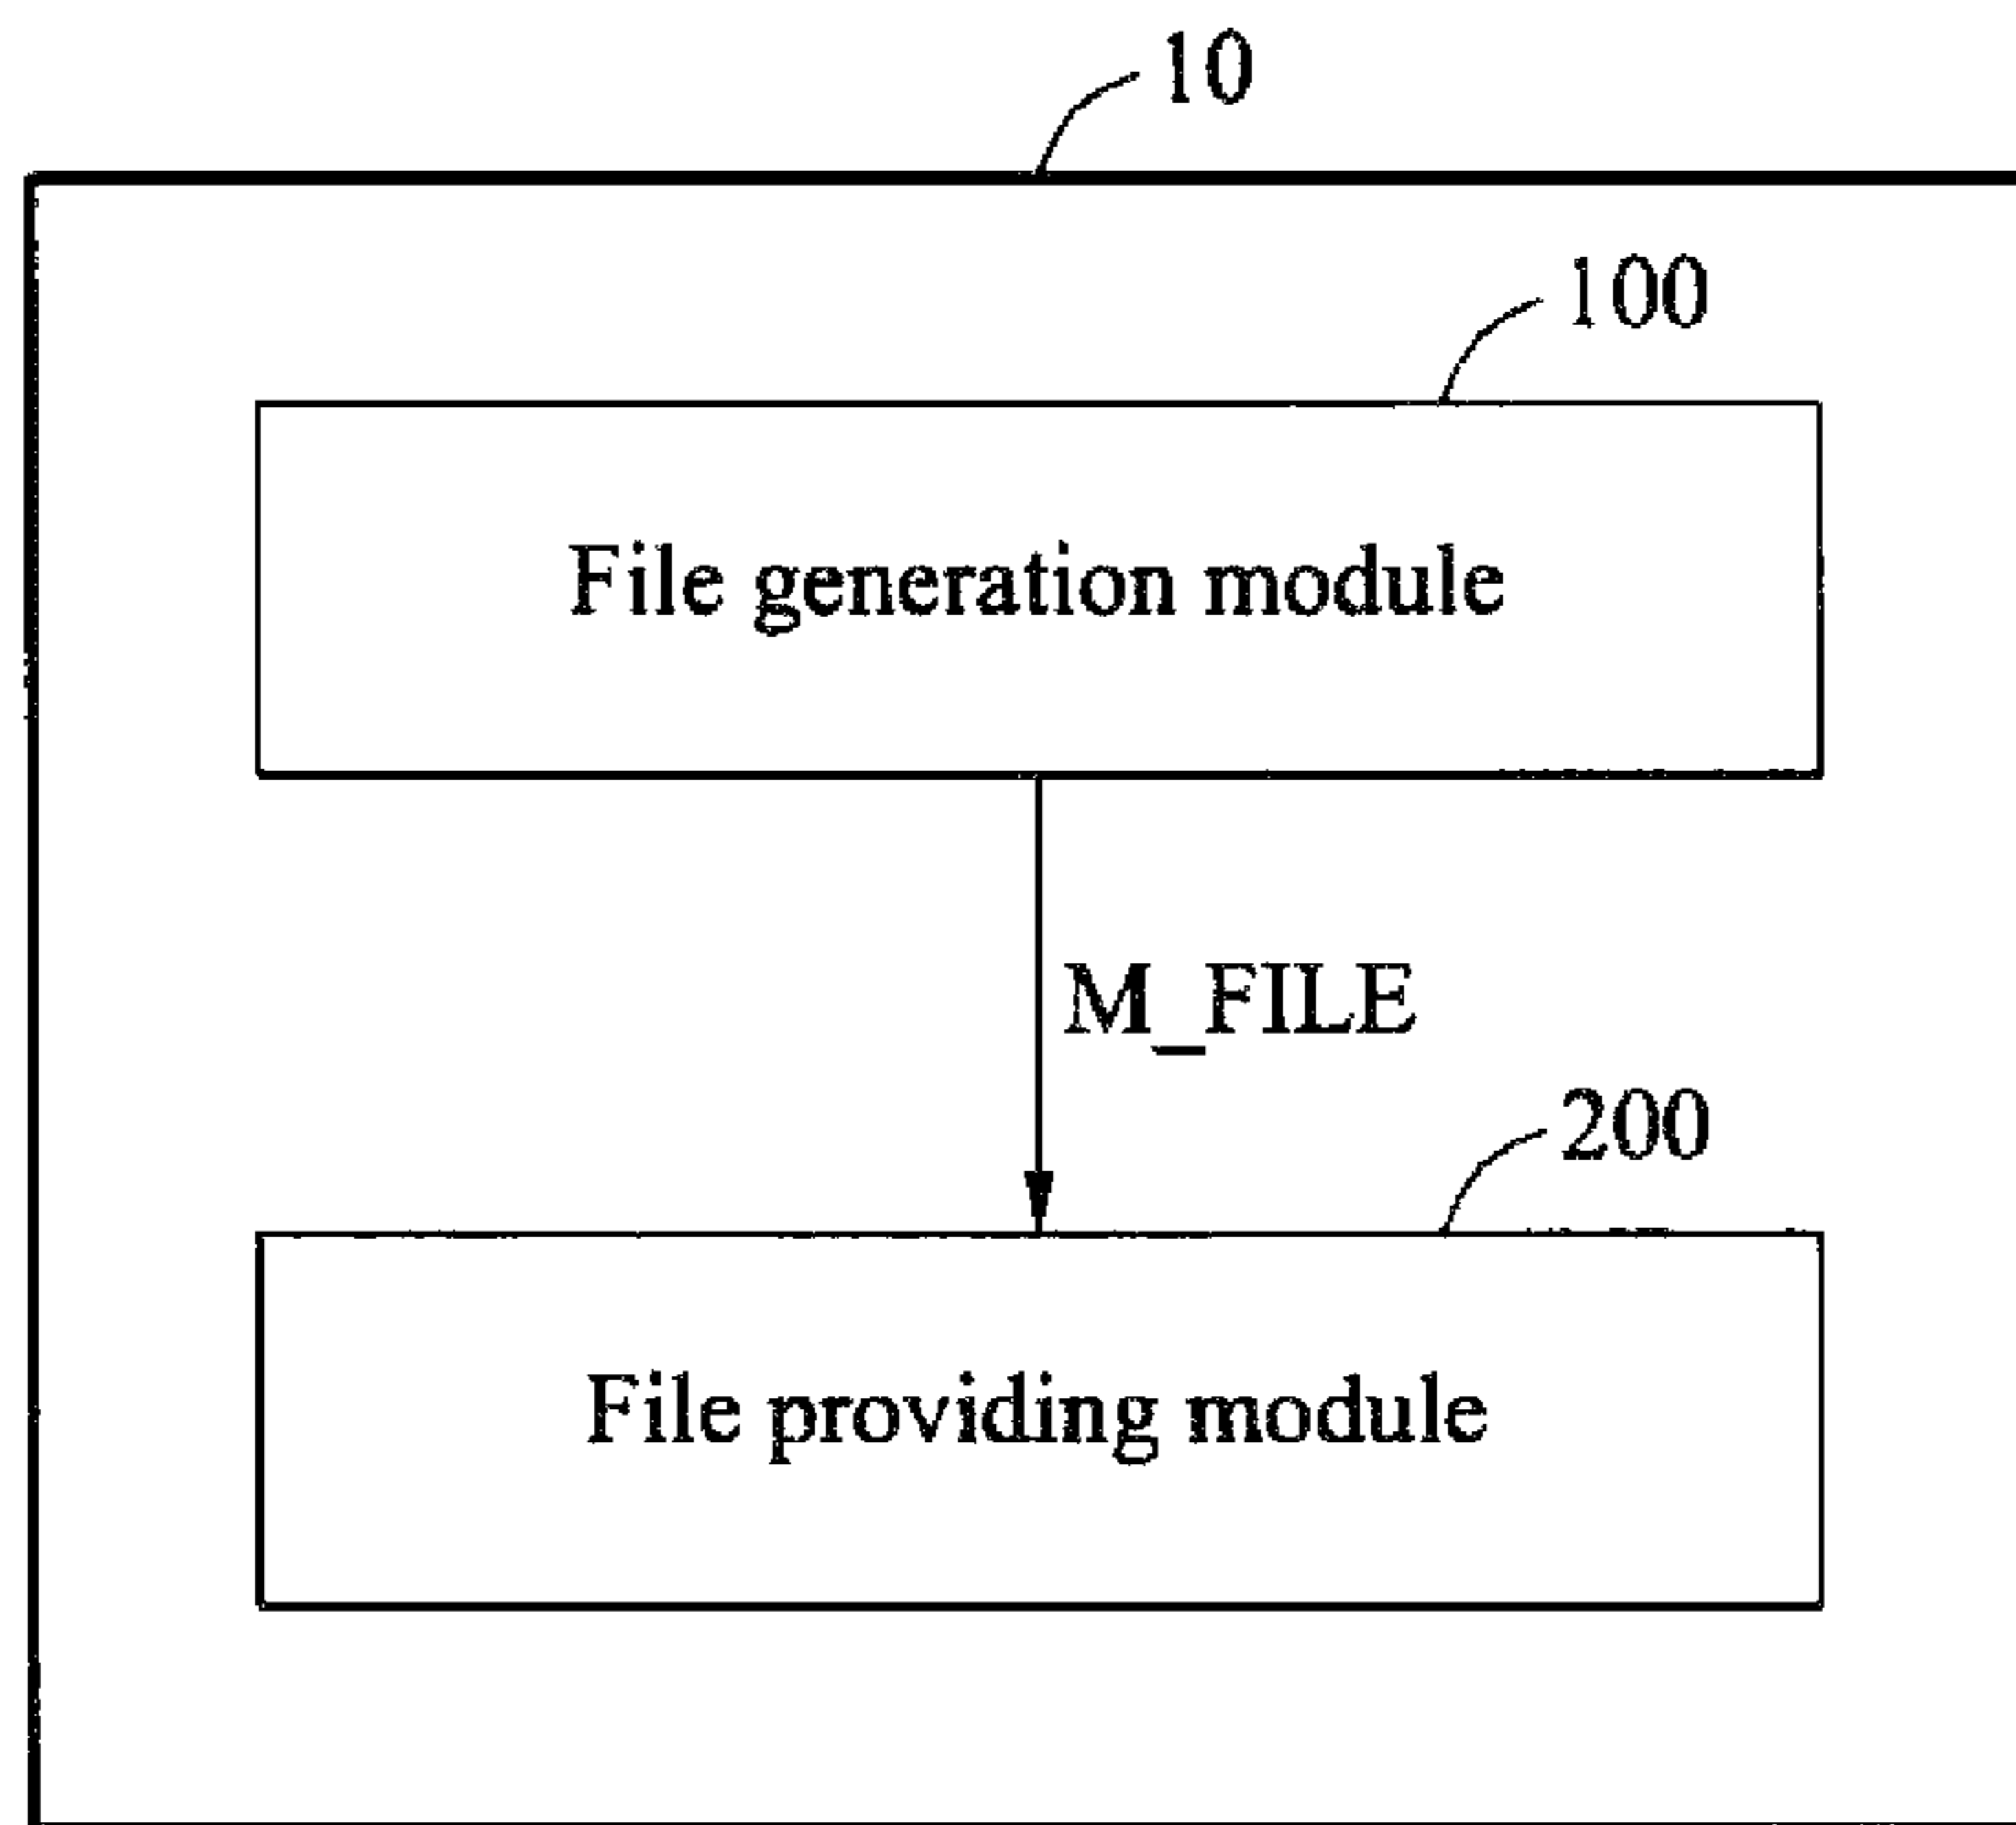 10
100
File generation module
M_FILE
200
File providing module